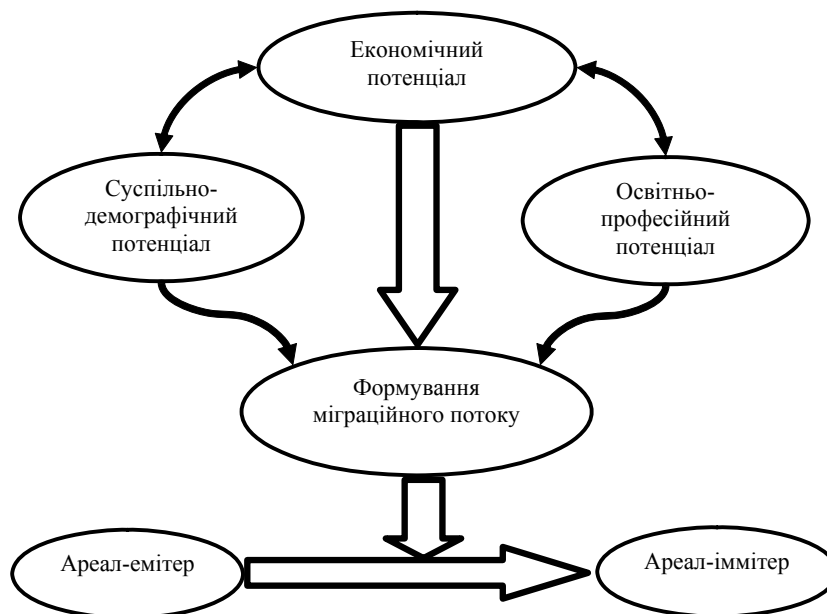 Економічний
потенціал
Суспільно-
демографічний
потенціал
Освітньо-
професійний
потенціал
Формування
міграційного потоку
Ареал-емітер
Ареал-іммітер